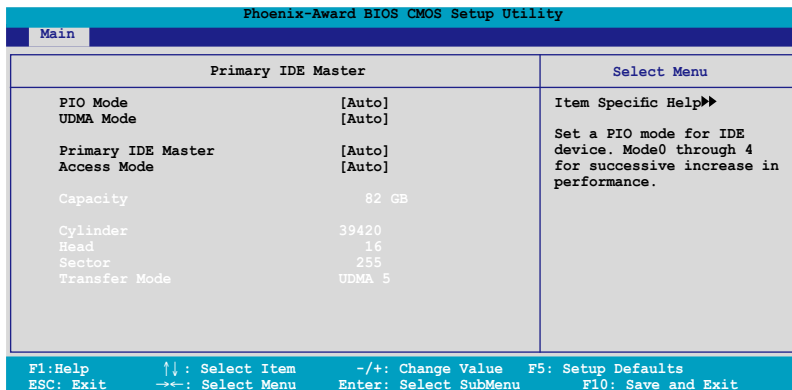 Phoenix-Award BIOS CMOS Setup Utility
Main
Primary IDE Master
Select Menu
PIO Mode [Auto]
UDMA Mode [Auto]
Primary IDE Master [Auto]
Access Mode [Auto]
Capacity 82 GB
Cylinder 39420
Head 16
Sector 255
Transfer Mode UDMA 5
Item Specific Help
Set a PIO mode for IDE
device. Mode0 through 4
for successive increase in
performance.
F1:Help ↑↓ : Select Item -/+: Change Value F5: Setup Defaults
ESC: Exit →←: Select Menu Enter: Select SubMenu F10: Save and Exit